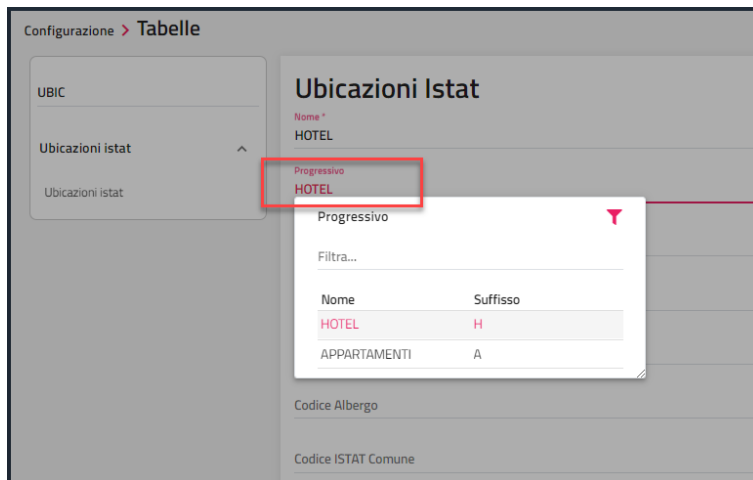 Configurazione > Tabelle
UBIC
Ubicazioni istat
Ubicazioni istat
Ubicazioni Istat
Nome *
HOTEL
Progressivo
HOTEL
Progressivo
Filtra...
Nome Suffisso
HOTEL H
APPARTAMENTI A
Codice Albergo
Codice ISTAT Comune